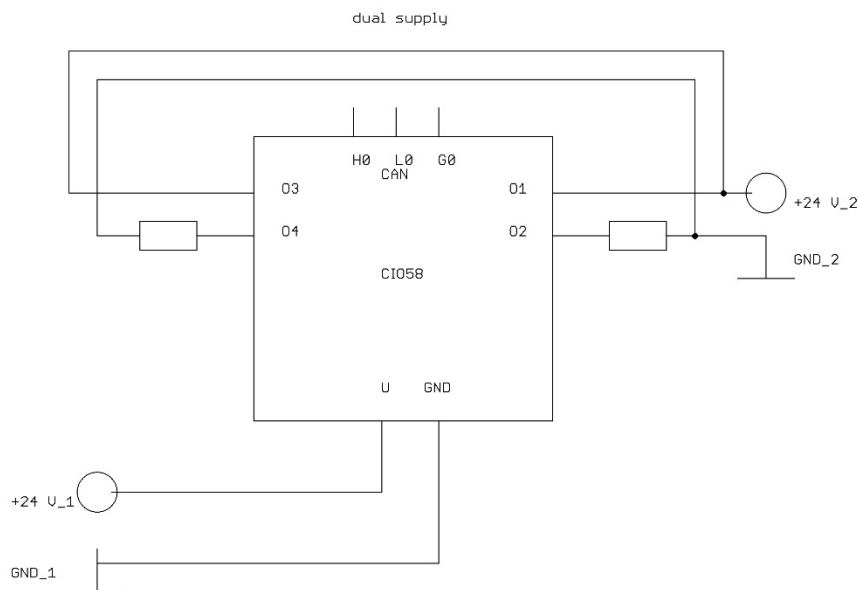 dual supply
H0 L0 G0
CAN
O3 O1
+24 V_2
O4 O2
GND_2
CIO58
U GND
+24 V_1
GND_1